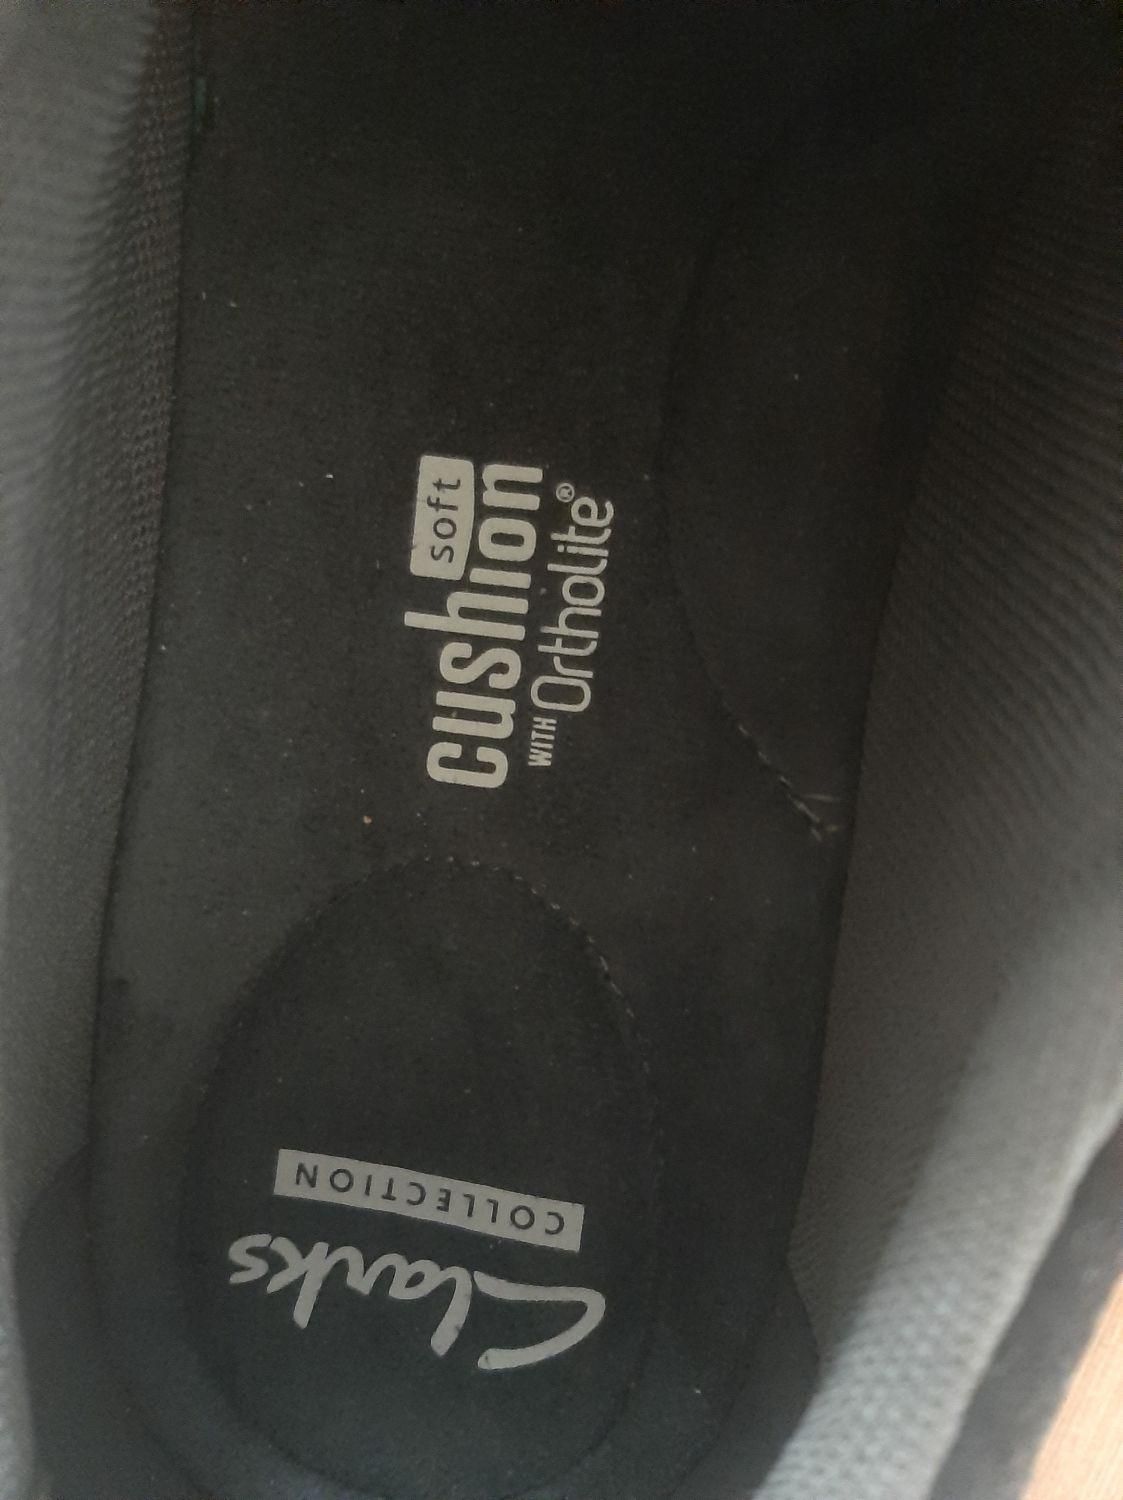 soft
cushion
WITH Ortholite®
Clarks
COLLECTION